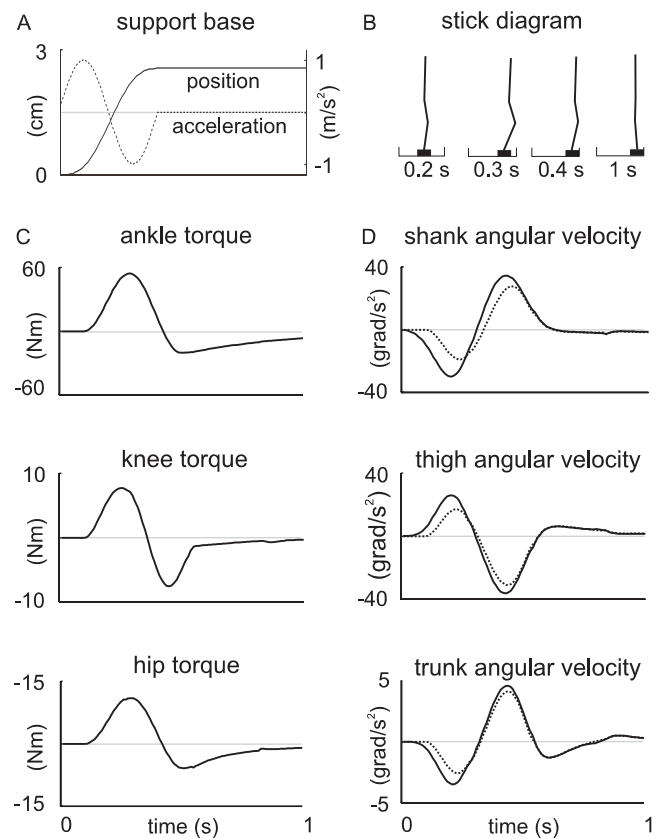 A support base
3
(cm)
0
position
acceleration
1
(m/s²)
-1
B stick diagram
0.2 s
0.3 s
0.4 s
1 s
C ankle torque
60
(Nm)
-60
knee torque
10
(Nm)
-10
hip torque
-15
(Nm)
-15
0 time (s) 1
D shank angular velocity
40
(grad/s²)
-40
thigh angular velocity
40
(grad/s²)
-40
trunk angular velocity
5
(grad/s²)
-5
0 time (s) 1